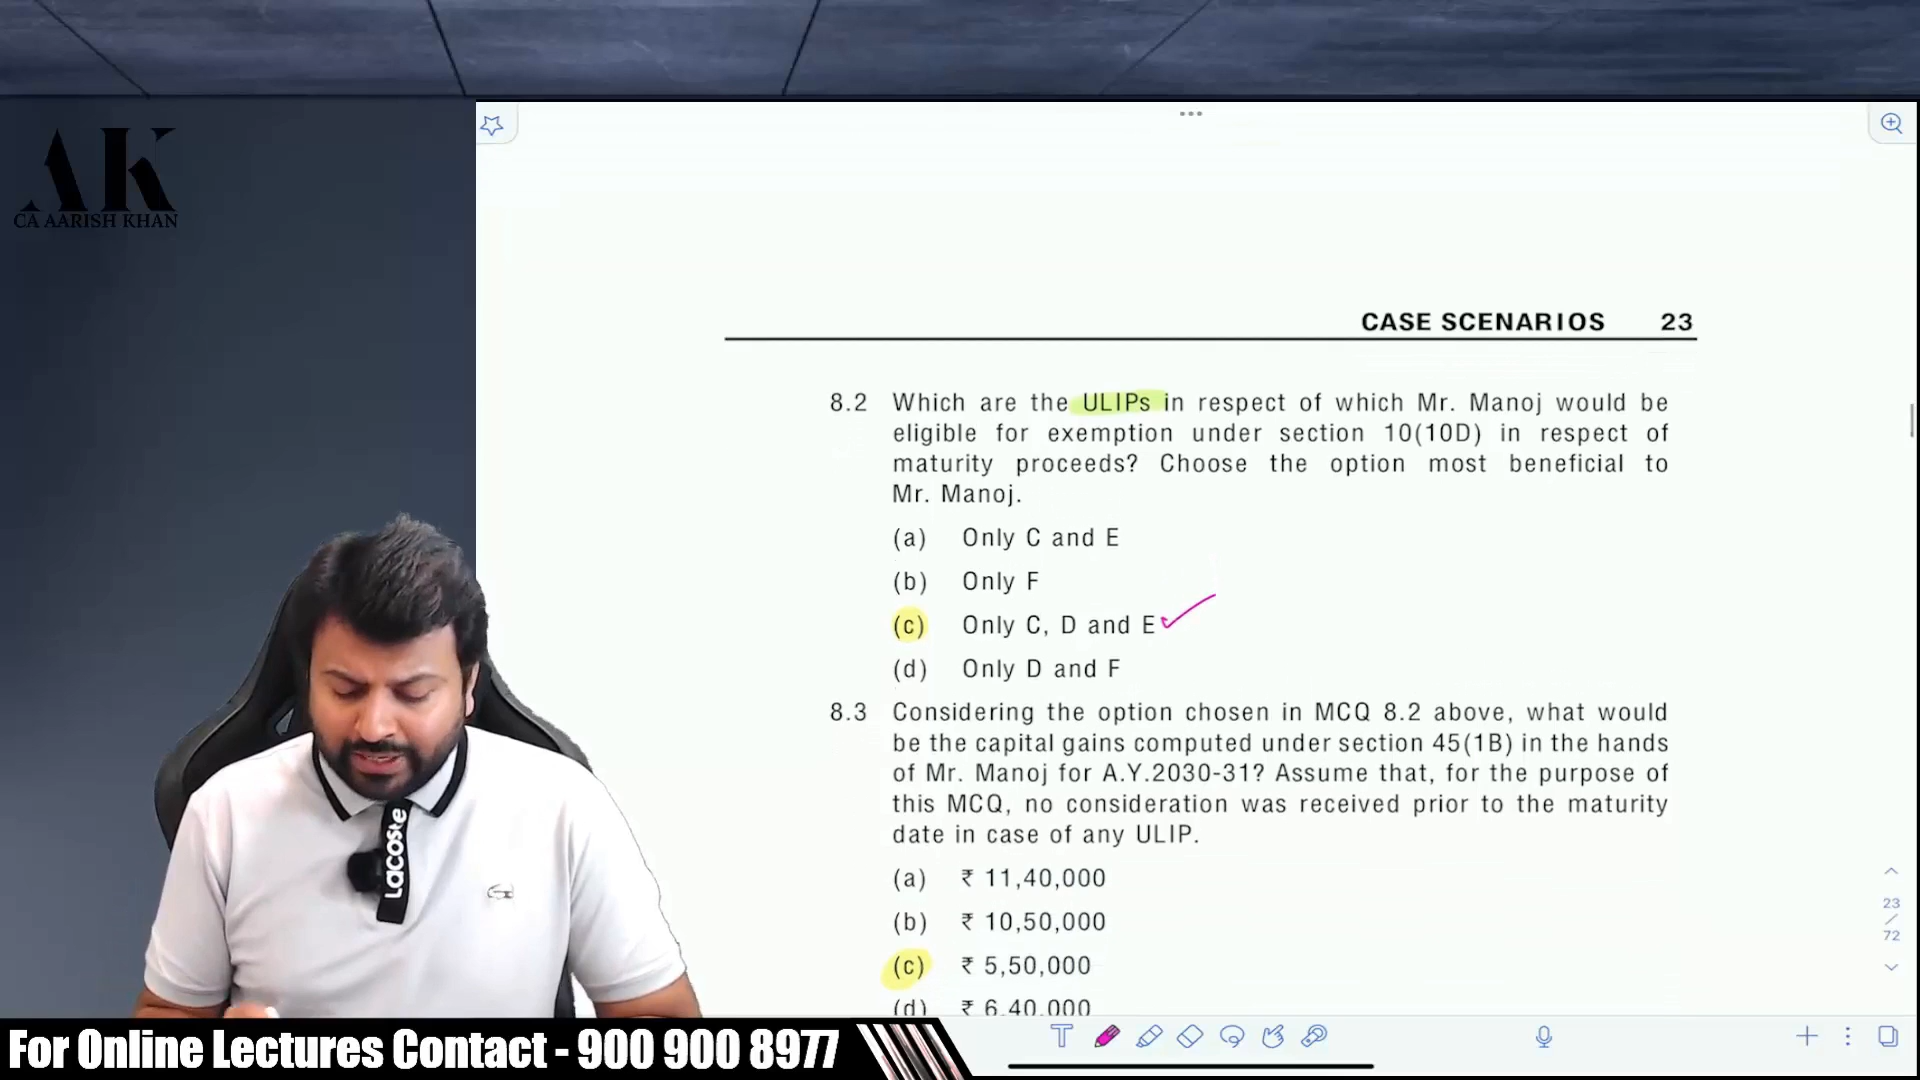 AK
CA AARISH KHAN
CASE SCENARIOS 23
8.2 Which are the ULIPs in respect of which Mr. Manoj would be
eligible for exemption under section 10(10D) in respect of
maturity proceeds? Choose the option most beneficial to
Mr. Manoj.
(a) Only C and E
(b) Only F
(c) Only C, D and E
(d) Only D and F
8.3 Considering the option chosen in MCQ 8.2 above, what would
be the capital gains computed under section 45(1B) in the hands
of Mr. Manoj for A.Y.2030-31? Assume that, for the purpose of
this MCQ, no consideration was received prior to the maturity
date in case of any ULIP.
(a) ₹ 11,40,000
(b) ₹ 10,50,000
(c) ₹ 5,50,000
(d) ₹ 6,40,000
23
/
72
Lacoste
T
For Online Lectures Contact - 900 900 8977